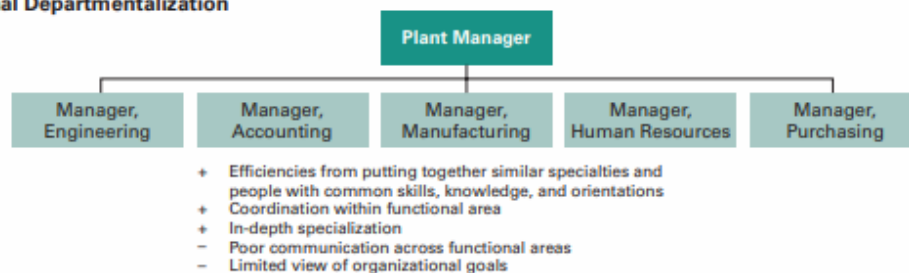 al Departmentalization
Plant Manager
Manager,
Engineering
Manager,
Accounting
Manager,
Manufacturing
Manager,
Human Resources
Manager,
Purchasing
+ Efficiencies from putting together similar specialties and
people with common skills, knowledge, and orientations
+ Coordination within functional area
+ In-depth specialization
– Poor communication across functional areas
– Limited view of organizational goals